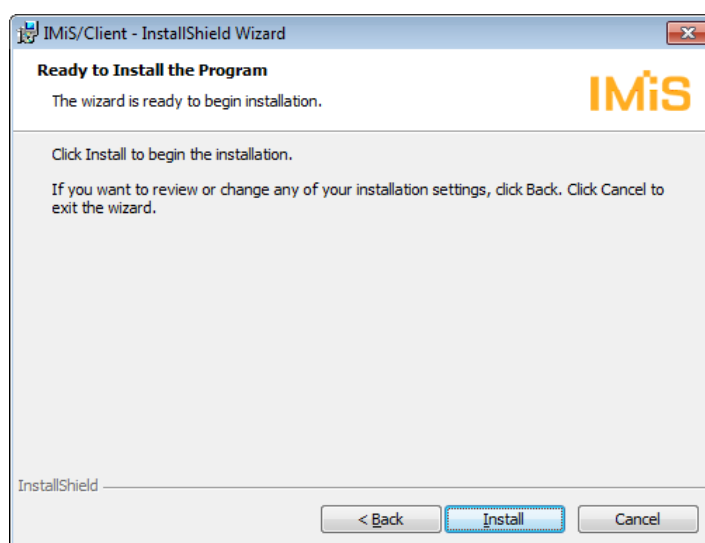 IMiS/Client - InstallShield Wizard
Ready to Install the Program
The wizard is ready to begin installation.
IMiS
Click Install to begin the installation.
If you want to review or change any of your installation settings, click Back. Click Cancel to
exit the wizard.
InstallShield
< Back Install Cancel